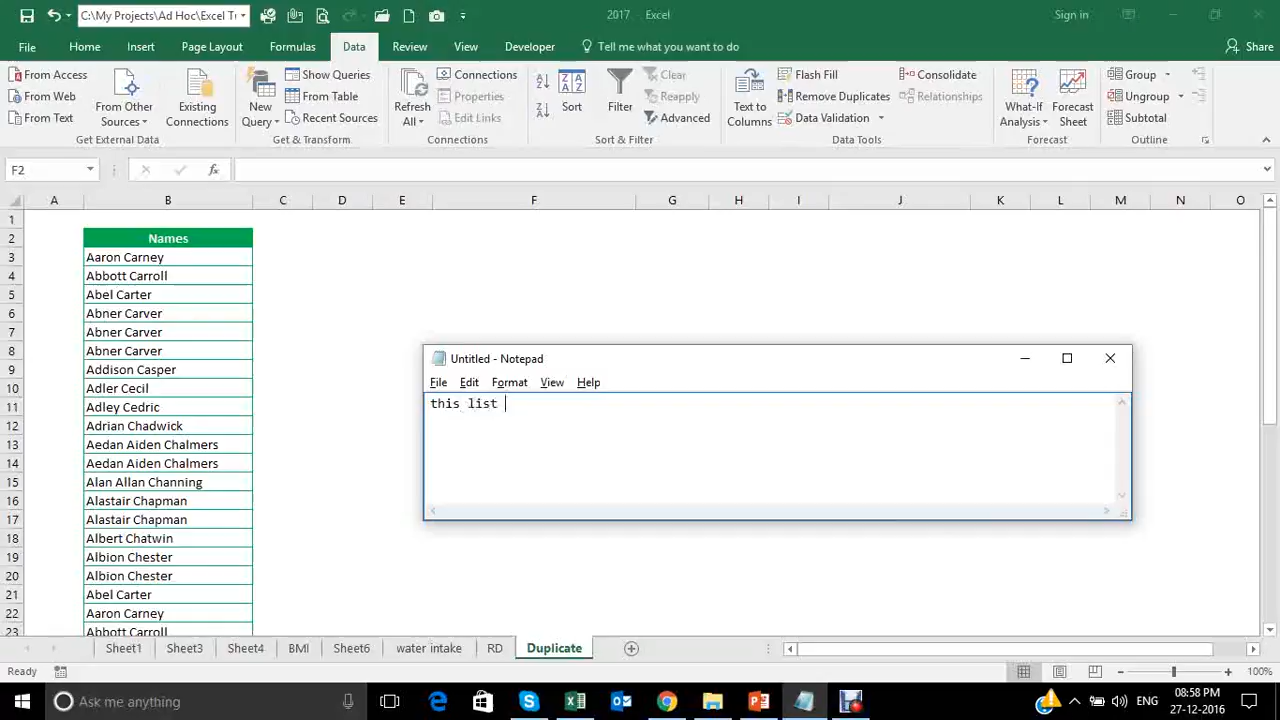 C:\My Projects\Ad Hoc\Excel T
2017. Excel
Sign in
File Home Insert Page Layout Formulas Data Review View Developer Tell me what you want to do Share
From Access
From Web
From Text
From Other Sources
Existing Connections
Get External Data
New Query
Show Queries
From Table
Recent Sources
Get & Transform
Refresh All
Connections
Properties
Edit Links
Connections
Sort
Filter
Clear
Reapply
Advanced
Sort & Filter
Text to Columns
Flash Fill
Remove Duplicates
Data Validation
Consolidate
Relationships
Data Tools
What-If Analysis
Forecast Sheet
Forecast
Group
Ungroup
Subtotal
Outline
F2
fx
A B C D E F G H I J K L M N O
1
2 Names
3 Aaron Carney
4 Abbott Carroll
5 Abel Carter
6 Abner Carver
7 Abner Carver
8 Abner Carver
9 Addison Casper
10 Adler Cecil
11 Adley Cedric
12 Adrian Chadwick
13 Aedan Aiden Chalmers
14 Aedan Aiden Chalmers
15 Alan Allan Channing
16 Alastair Chapman
17 Alastair Chapman
18 Albert Chatwin
19 Albion Chester
20 Albion Chester
21 Abel Carter
22 Aaron Carney
23 Abbott Carroll
Untitled - Notepad
File Edit Format View Help
this list
Sheet1 Sheet3 Sheet4 BMI Sheet6 water intake RD Duplicate
Ready
100%
Ask me anything
ENG
08:58 PM
27-12-2016